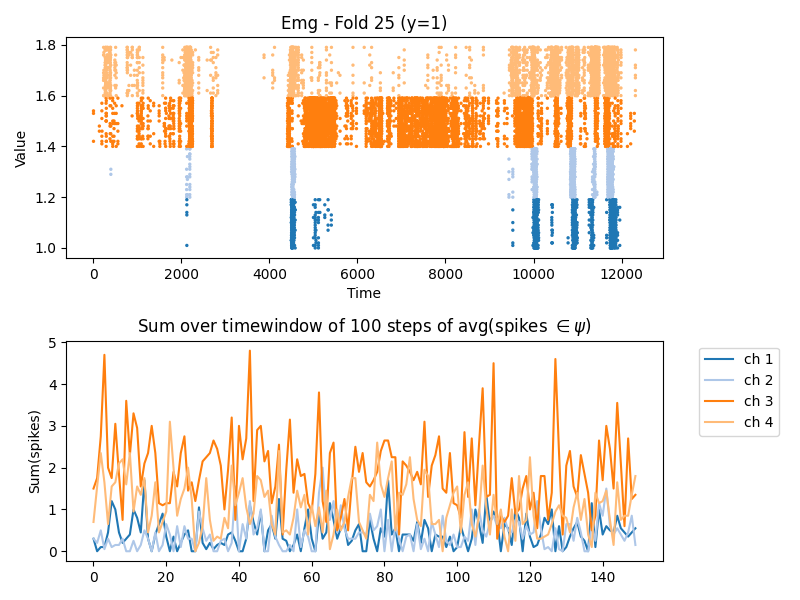 Emg - Fold 25 (y=1)
1.8
1.6
1.4
1.2
1.0
Value
0 2000 4000 6000 8000 10000 12000
Time
Sum over timewindow of 100 steps of avg(spikes ∈ ψ)
5
4
3
2
1
0
Sum(spikes)
0 20 40 60 80 100 120 140
ch 1
ch 2
ch 3
ch 4